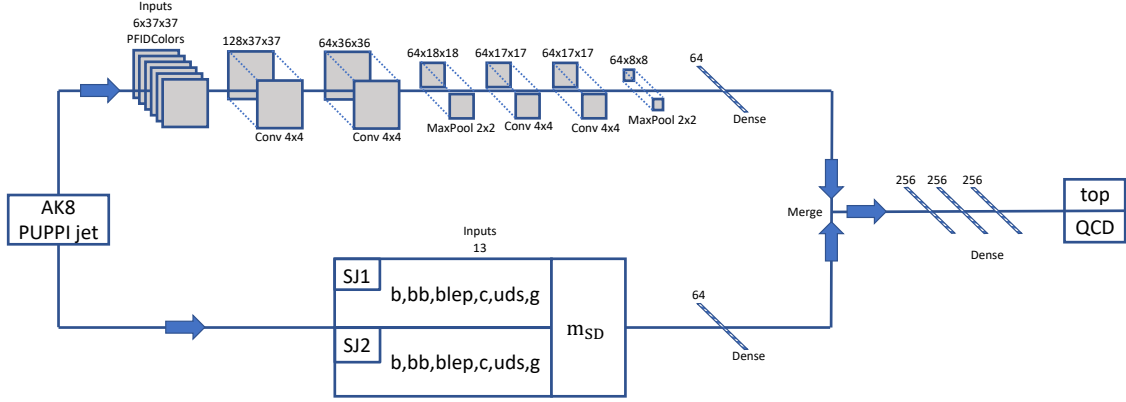 Inputs
6x37x37
PFIDColors
128x37x37
64x36x36
64x18x18
64x17x17
64x17x17
64x8x8
64
Conv 4x4
Conv 4x4
MaxPool 2x2
Conv 4x4
Conv 4x4
MaxPool 2x2
Dense
AK8
PUPPI jet
Merge
256
256
256
Dense
top
QCD
Inputs
13
SJ1
b,bb,blep,c,uds,g
SJ2
b,bb,blep,c,uds,g
mSD
64
Dense